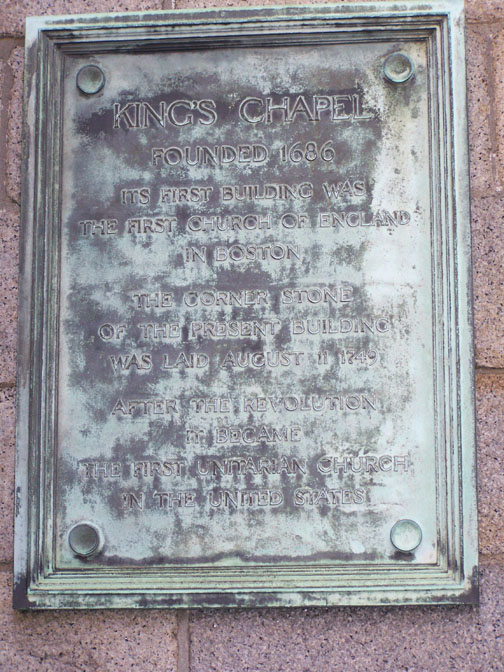 KING'S CHAPEL
FOUNDED 1686
ITS FIRST BUILDING WAS
THE FIRST CHURCH OF ENGLAND
IN BOSTON
THE CORNER STONE
OF THE PRESENT BUILDING
WAS LAID AUGUST 11 1749
AFTER THE REVOLUTION
IT BECAME
THE FIRST UNITARIAN CHURCH
IN THE UNITED STATES